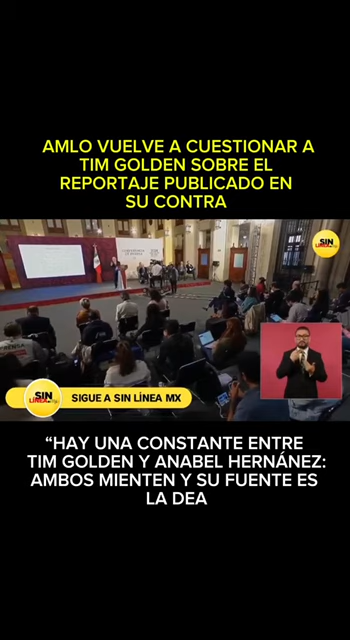 AMLO VUELVE A CUESTIONAR A
TIM GOLDEN SOBRE EL
REPORTAJE PUBLICADO EN
SU CONTRA
SIN
LÍNEA
SIN
LÍNEA
SIGUE A SIN LÍNEA MX
“HAY UNA CONSTANTE ENTRE
TIM GOLDEN Y ANABEL HERNÁNEZ:
AMBOS MIENTEN Y SU FUENTE ES
LA DEA